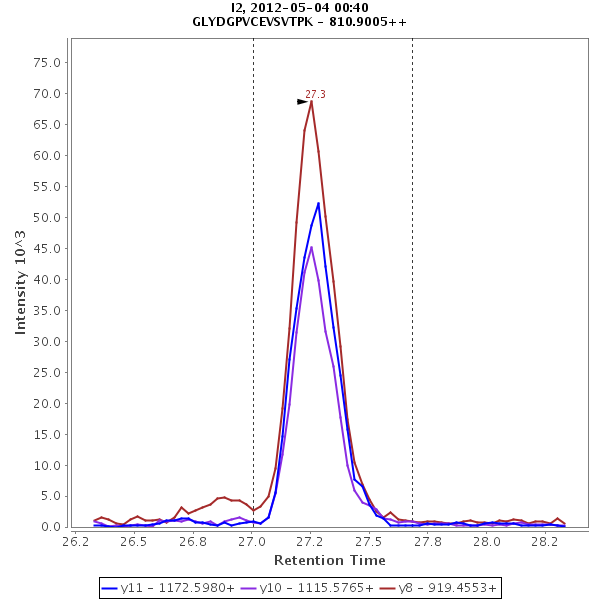 I2, 2012-05-04 00:40
GLYDGPVCEVSVTPK - 810.9005++
75.0
70.0
65.0
60.0
55.0
50.0
45.0
40.0
35.0
30.0
25.0
20.0
15.0
10.0
5.0
0.0
Intensity 10^3
27.3
26.2 26.5 26.8 27.0 27.2 27.5 27.8 28.0 28.2
Retention Time
y11 - 1172.5980+ y10 - 1115.5765+ y8 - 919.4553+